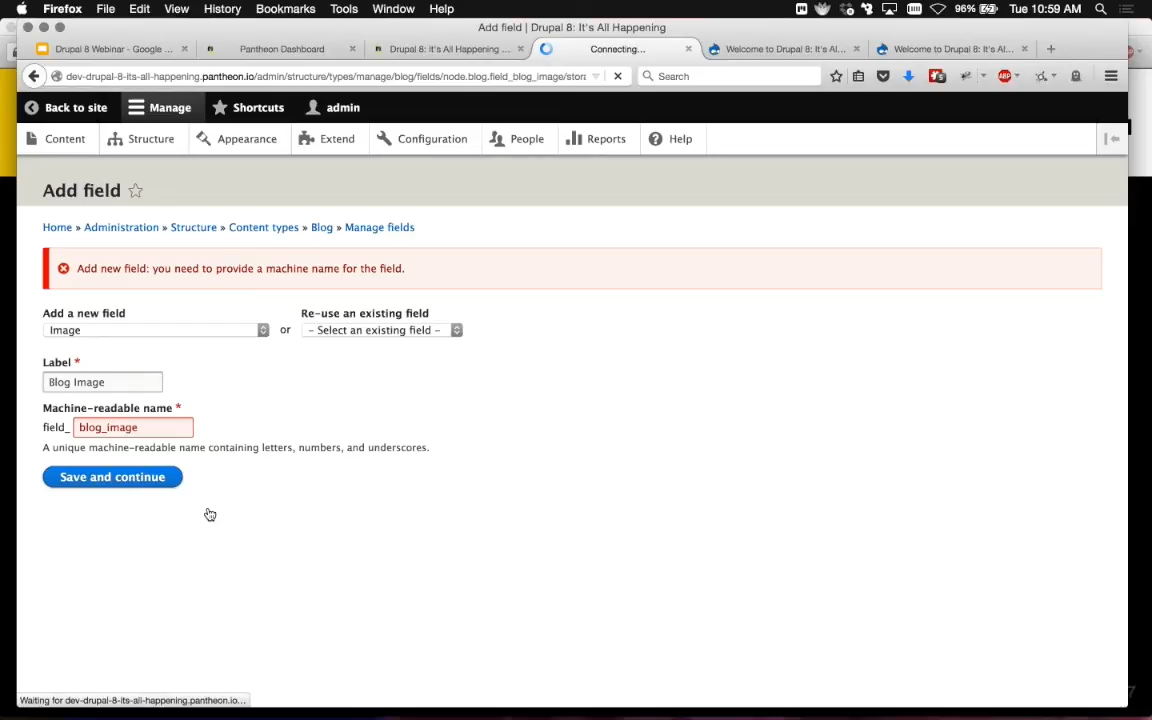 Firefox File Edit View History Bookmarks Tools Window Help 96% Tue 10:59 AM
Add field | Drupal 8: It's All Happening
Drupal 8 Webinar - Google ... Pantheon Dashboard Drupal 8: it's All Happening ... Connecting... Welcome to Drupal 8: It's Al... Welcome to Drupal 8: It's Al...
dev-drupal-8-its-all-happening.pantheon.io/admin/structure/types/manage/blog/fields/node.blog.field_blog_image/stora Search ABP
Back to site Manage Shortcuts admin
Content Structure Appearance Extend Configuration People Reports Help
Add field
Home » Administration » Structure » Content types » Blog » Manage fields
Add new field: you need to provide a machine name for the field.
Add a new field Re-use an existing field
Image or – Select an existing field –
Label *
Blog Image
Machine-readable name *
field_ blog_image
A unique machine-readable name containing letters, numbers, and underscores.
Save and continue
Waiting for dev-drupal-8-its-all-happening.pantheon.io...